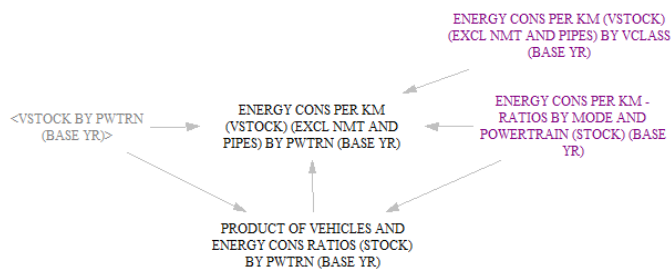 ENERGY CONS PER KM (VSTOCK)
(EXCL NMT AND PIPES) BY VCLASS
(BASE YR)
<VSTOCK BY PWTRN
(BASE YR)>
ENERGY CONS PER KM
(VSTOCK) (EXCL NMT AND
PIPES) BY PWTRN (BASE YR)
ENERGY CONS PER KM -
RATIOS BY MODE AND
POWERTRAIN (STOCK) (BASE
YR)
PRODUCT OF VEHICLES AND
ENERGY CONS RATIOS (STOCK)
BY PWTRN (BASE YR)